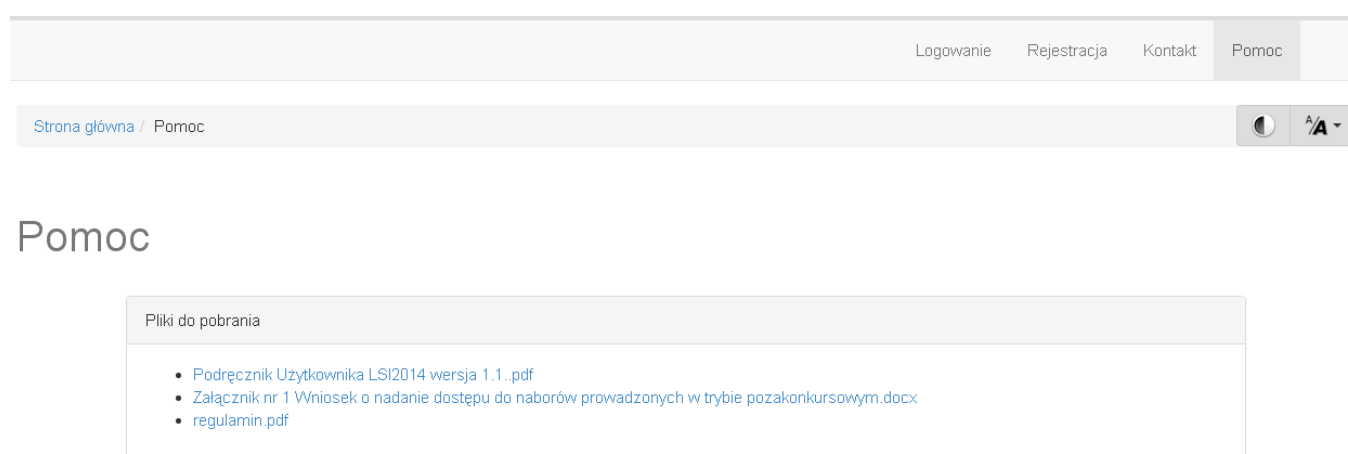 Logowanie Rejestracja Kontakt Pomoc
Strona główna / Pomoc
A/A
Pomoc
Pliki do pobrania
Podręcznik Użytkownika LSI2014 wersja 1.1..pdf
Załącznik nr 1 Wniosek o nadanie dostępu do naborów prowadzonych w trybie pozakonkursowym.docx
regulamin.pdf